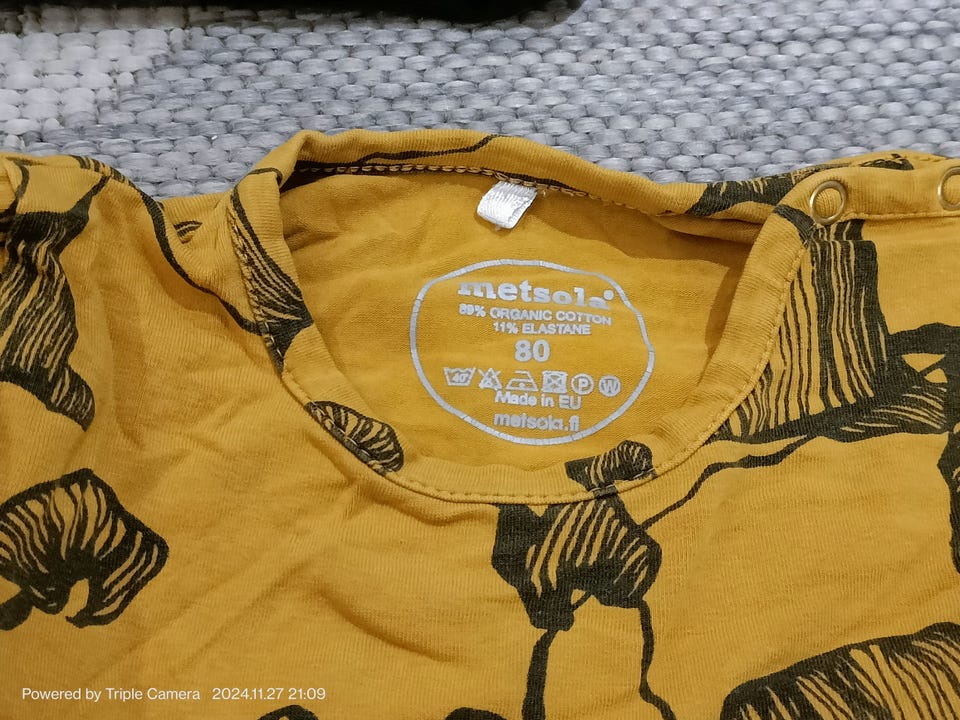 metsola
89% ORGANIC COTTON
11% ELASTANE
80
40° P W
Made in EU
metsola.fi
Powered by Triple Camera 2024.11.27 21:09